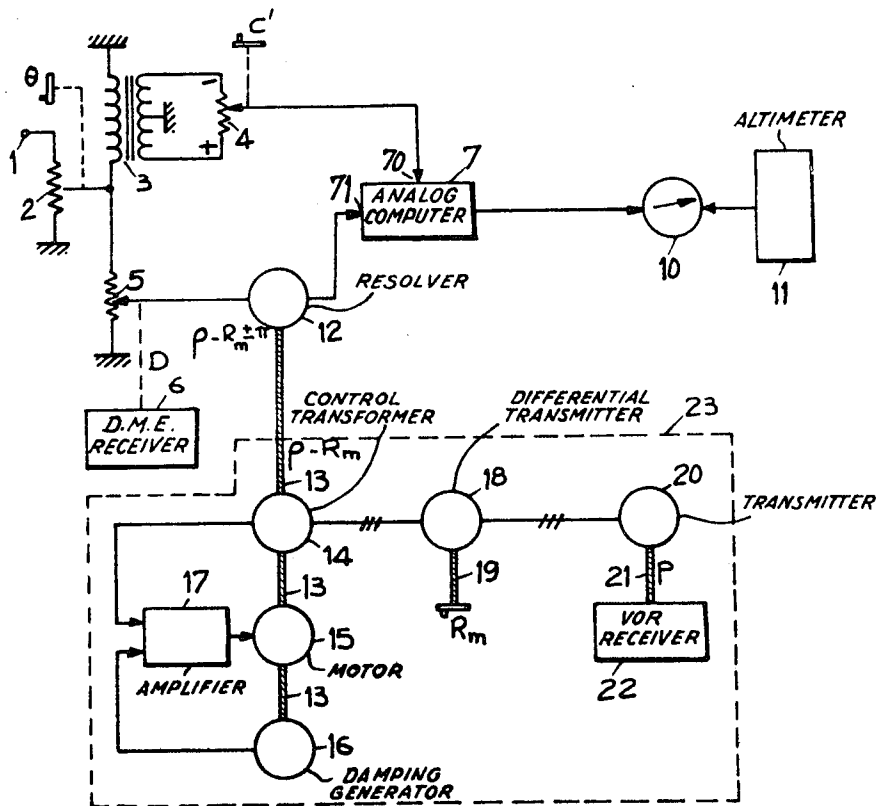 C'
θ
1
2
3
-
+
4
70
7
71
ANALOG
COMPUTER
ALTIMETER
10
11
5
RESOLVER
12
ρ-Rm±π
D
6
D.M.E.
RECEIVER
CONTROL
TRANSFORMER
DIFFERENTIAL
TRANSMITTER
23
ρ-Rm
13
18
20
TRANSMITTER
14
19
Rm
21
P
VOR
RECEIVER
22
17
13
15
MOTOR
AMPLIFIER
13
16
DAMPING
GENERATOR